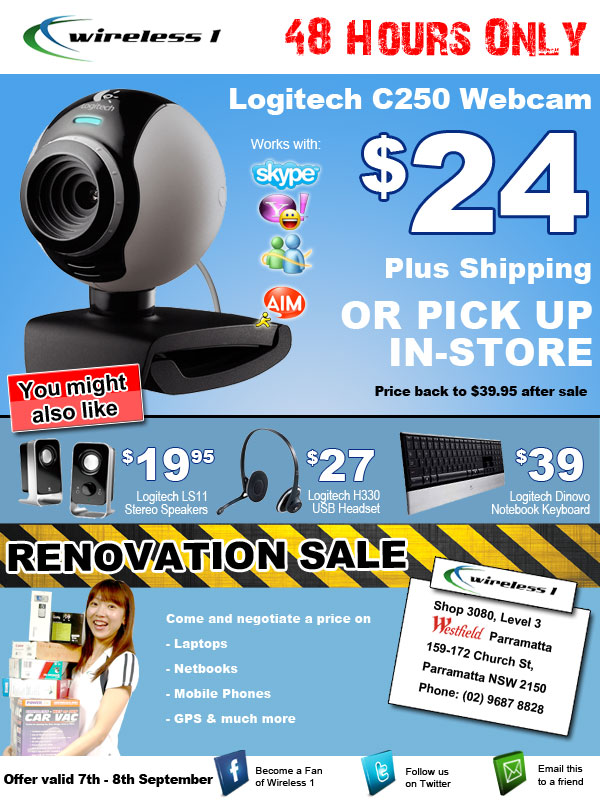 wireless 1
48 Hours Only
Logitech C250 Webcam
Logitech
Works with:
skype
$24
Y!
AIM
Plus Shipping
OR PICK UP
IN-STORE
Price back to $39.95 after sale
You might
also like
$19 95
Logitech LS11
Stereo Speakers
$27
Logitech H330
USB Headset
$39
Logitech Dinovo
Notebook Keyboard
RENOVATION SALE
wireless 1
Shop 3080, Level 3
Westfield Parramatta
159-172 Church St,
Parramatta NSW 2150
Phone: (02) 9687 8828
Come and negotiate a price on
- Laptops
- Netbooks
- Mobile Phones
- GPS & much more
CAR VAC
Offer valid 7th - 8th September
f
Become a Fan
of Wireless 1
t
Follow us
on Twitter
Email this
to a friend